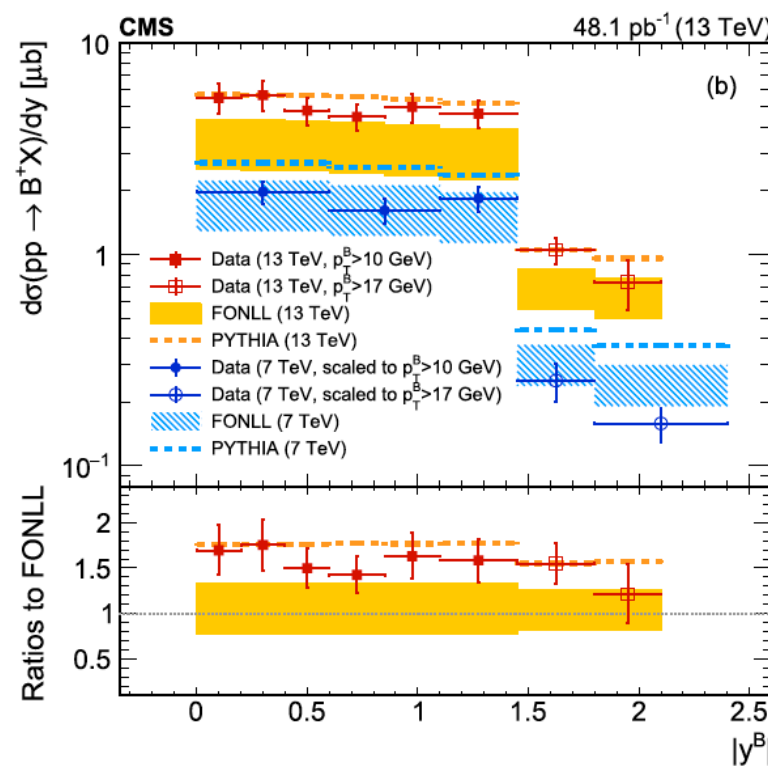 CMS 48.1 pb⁻¹ (13 TeV)
dσ(pp → B⁺X)/dy [μb]
10
1
10⁻¹
(b)
Data (13 TeV, p_T^B>10 GeV)
Data (13 TeV, p_T^B>17 GeV)
FONLL (13 TeV)
PYTHIA (13 TeV)
Data (7 TeV, scaled to p_T^B>10 GeV)
Data (7 TeV, scaled to p_T^B>17 GeV)
FONLL (7 TeV)
PYTHIA (7 TeV)
Ratios to FONLL
2
1.5
1
0.5
0 0.5 1 1.5 2 2.5
|y^B|